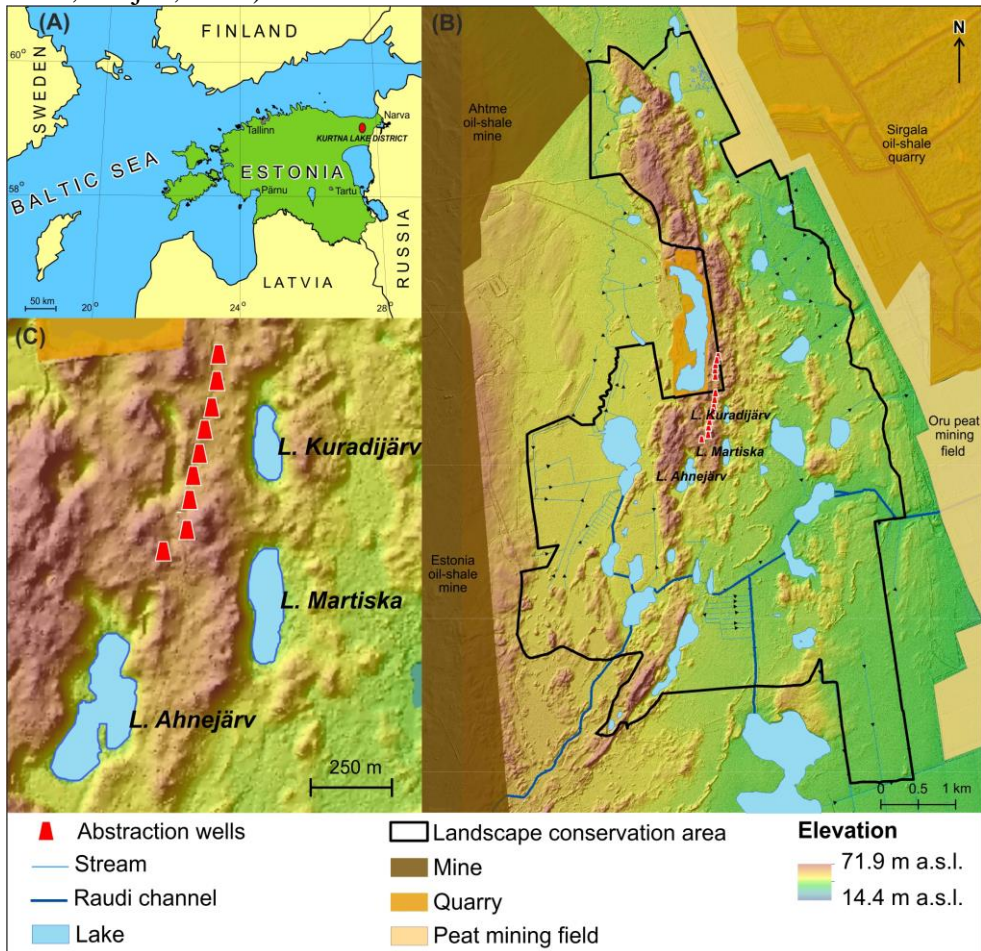 (A)
FINLAND
60°
SWEDEN
Tallinn
Narva
KURTNA LAKE DISTRICT
BALTIC SEA
ESTONIA
58°
Pärnu
Tartu
RUSSIA
LATVIA
50 km
20°
24°
28°
(B)
N
Ahtme
oil-shale
mine
Sirgala
oil-shale
quarry
L. Kuradijärv
L. Martiska
L. Ahnejärv
Oru peat
mining
field
Estonia
oil-shale
mine
0 0.5 1 km
(C)
L. Kuradijärv
L. Martiska
L. Ahnejärv
250 m
Abstraction wells
Stream
Raudi channel
Lake
Landscape conservation area
Mine
Quarry
Peat mining field
Elevation
71.9 m a.s.l.
14.4 m a.s.l.